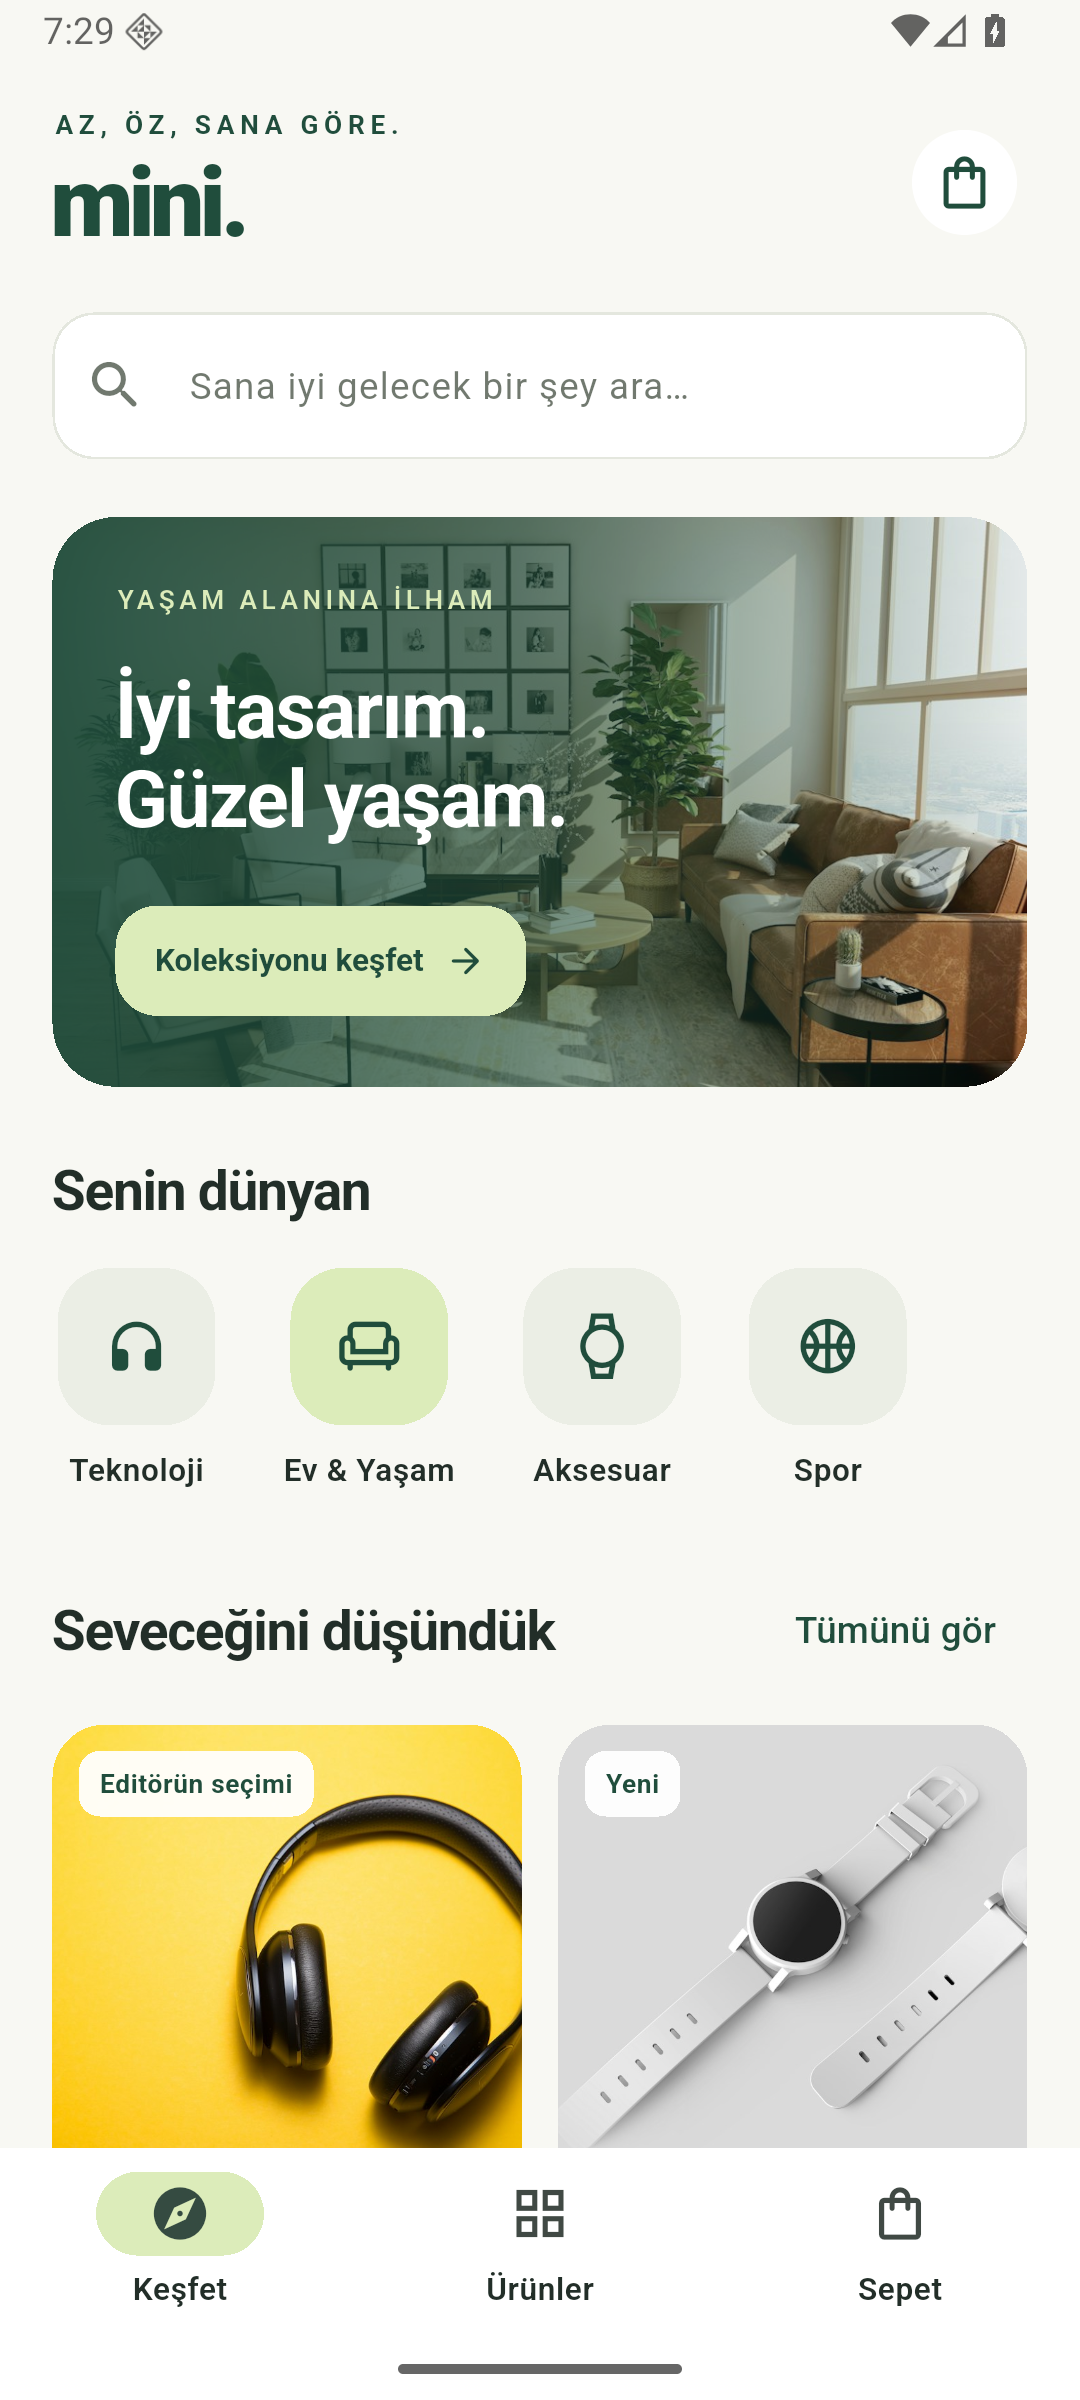 7:29
AZ, ÖZ, SANA GÖRE.
mini.
Sana iyi gelecek bir şey ara…
YAŞAM ALANINA İLHAM
İyi tasarım.
Güzel yaşam.
Koleksiyonu keşfet
Senin dünyan
Teknoloji
Ev & Yaşam
Aksesuar
Spor
Seveceğini düşündük
Tümünü gör
Editörün seçimi
Yeni
Keşfet
Ürünler
Sepet